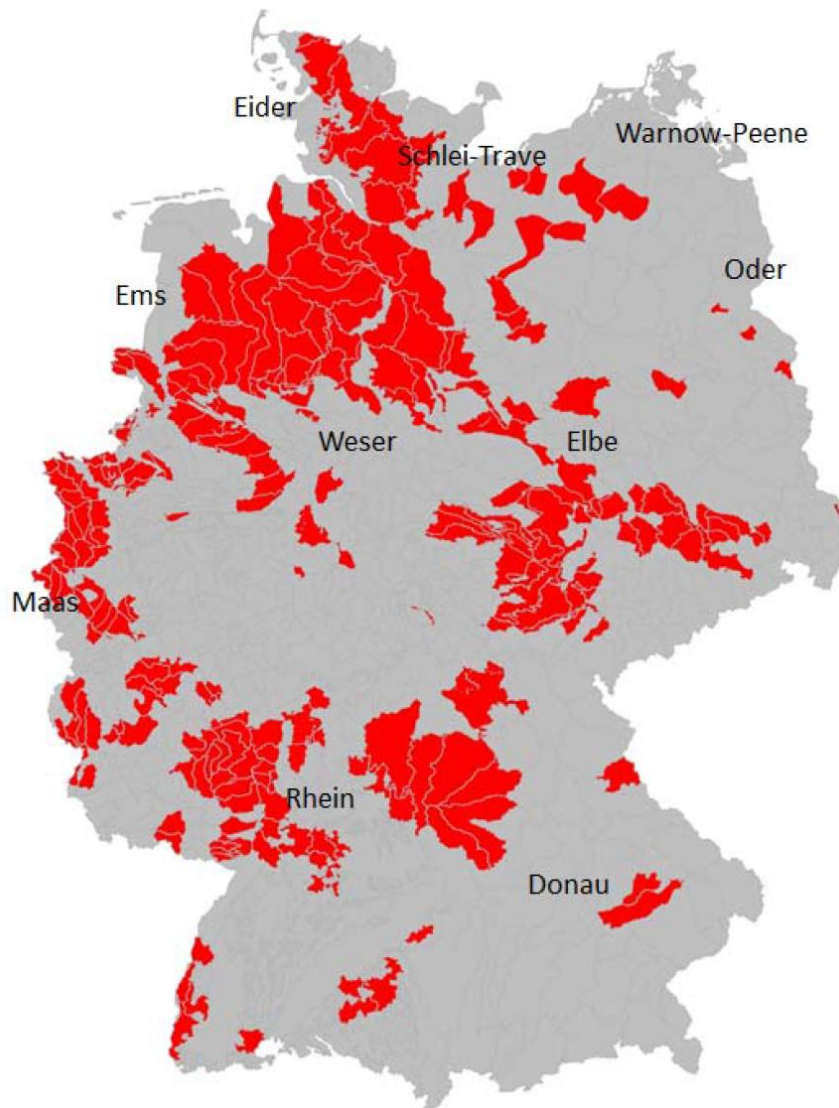 Eider
Warnow-Peene
Schlei-Trave
Oder
Ems
Weser
Elbe
Maas
Rhein
Donau